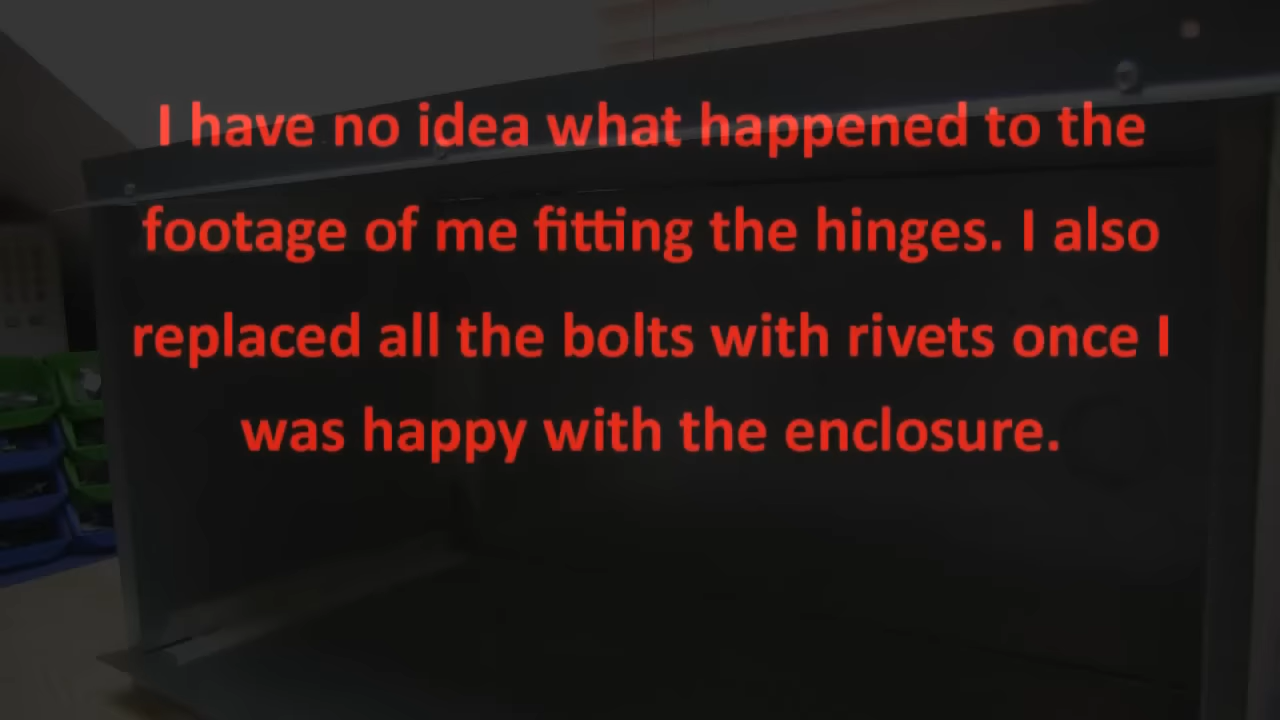 I have no idea what happened to the
footage of me fitting the hinges. I also
replaced all the bolts with rivets once I
was happy with the enclosure.